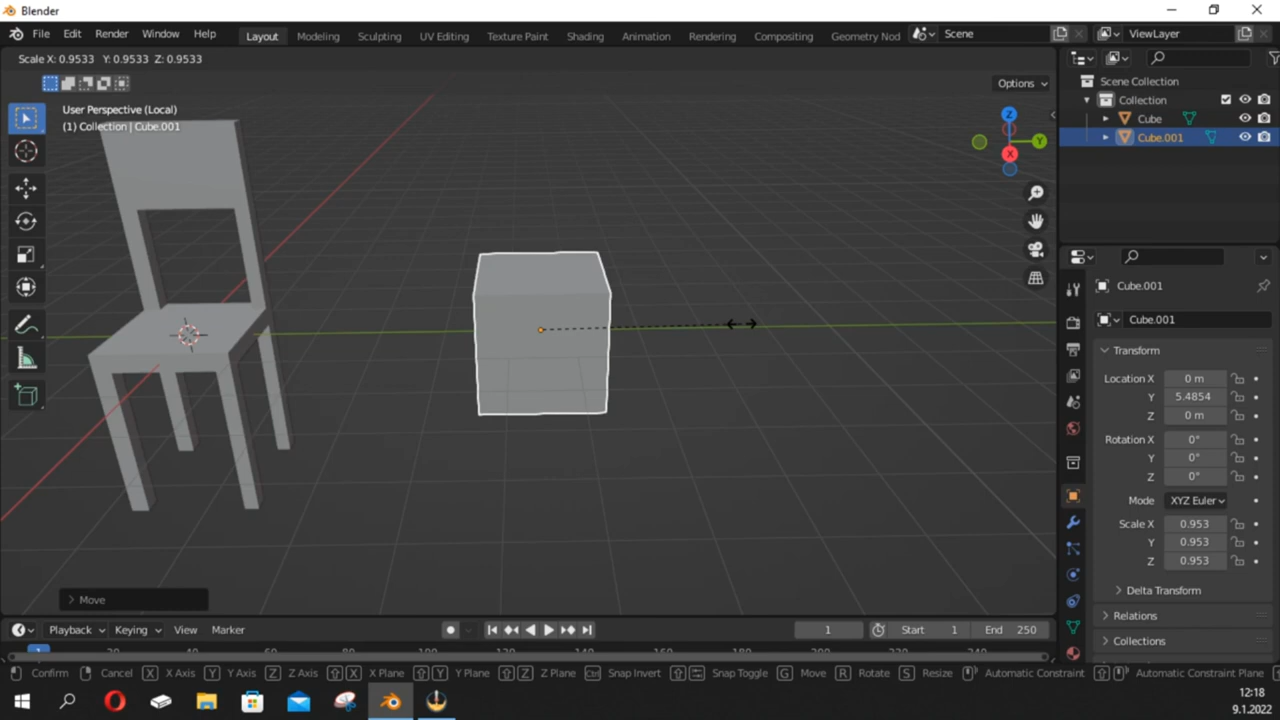 Blender
File Edit Render Window Help Layout Modeling Sculpting UV Editing Texture Paint Shading Animation Rendering Compositing Geometry Nod Scene ViewLayer
Scale X: 0.9533 Y: 0.9533 Z: 0.9533
Options
User Perspective (Local)
(1) Collection | Cube.001
Z
Y
X
Scene Collection
Collection
Cube
Cube.001
Cube.001
Cube.001
Transform
Location X 0 m
Y 5.4854
Z 0 m
Rotation X 0°
Y 0°
Z 0°
Mode XYZ Euler
Scale X 0.953
Y 0.953
Z 0.953
Delta Transform
Relations
Collections
Move
Playback Keying View Marker 1 Start 1 End 250
Confirm Cancel X X Axis Y Y Axis Z Z Axis X X Plane Y Y Plane Z Z Plane Ctrl Snap Invert Snap Toggle G Move R Rotate S Resize Automatic Constraint Automatic Constraint Plane
12:18
9.1.2022